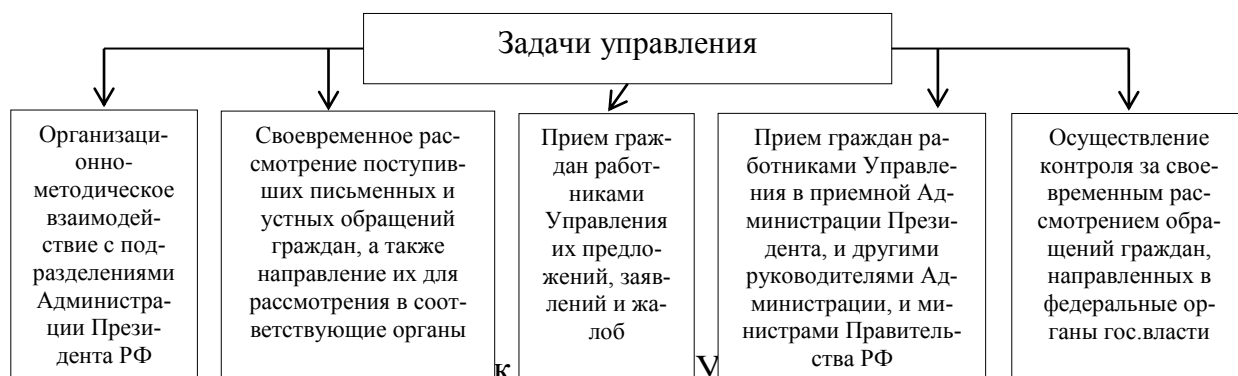 Задачи управления
Организаци-
онно-
методическое
взаимодей-
ствие с под-
разделениями
Администра-
ции Прези-
дента РФ
Своевременное рас-
смотрение поступив-
ших письменных и
устных обращений
граждан, а также
направление их для
рассмотрения в соот-
ветствующие органы
Прием граж-
дан работ-
никами
Управления
их предло-
жений, заяв-
лений и жа-
лоб
Прием граждан ра-
ботниками Управле-
ния в приемной Ад-
министрации Прези-
дента, и другими
руководителями Ад-
министрации, и ми-
нистрами Правитель-
ства РФ
Осуществление
контроля за свое-
временным рас-
смотрением обра-
щений граждан,
направленных в
федеральные ор-
ганы гос.власти